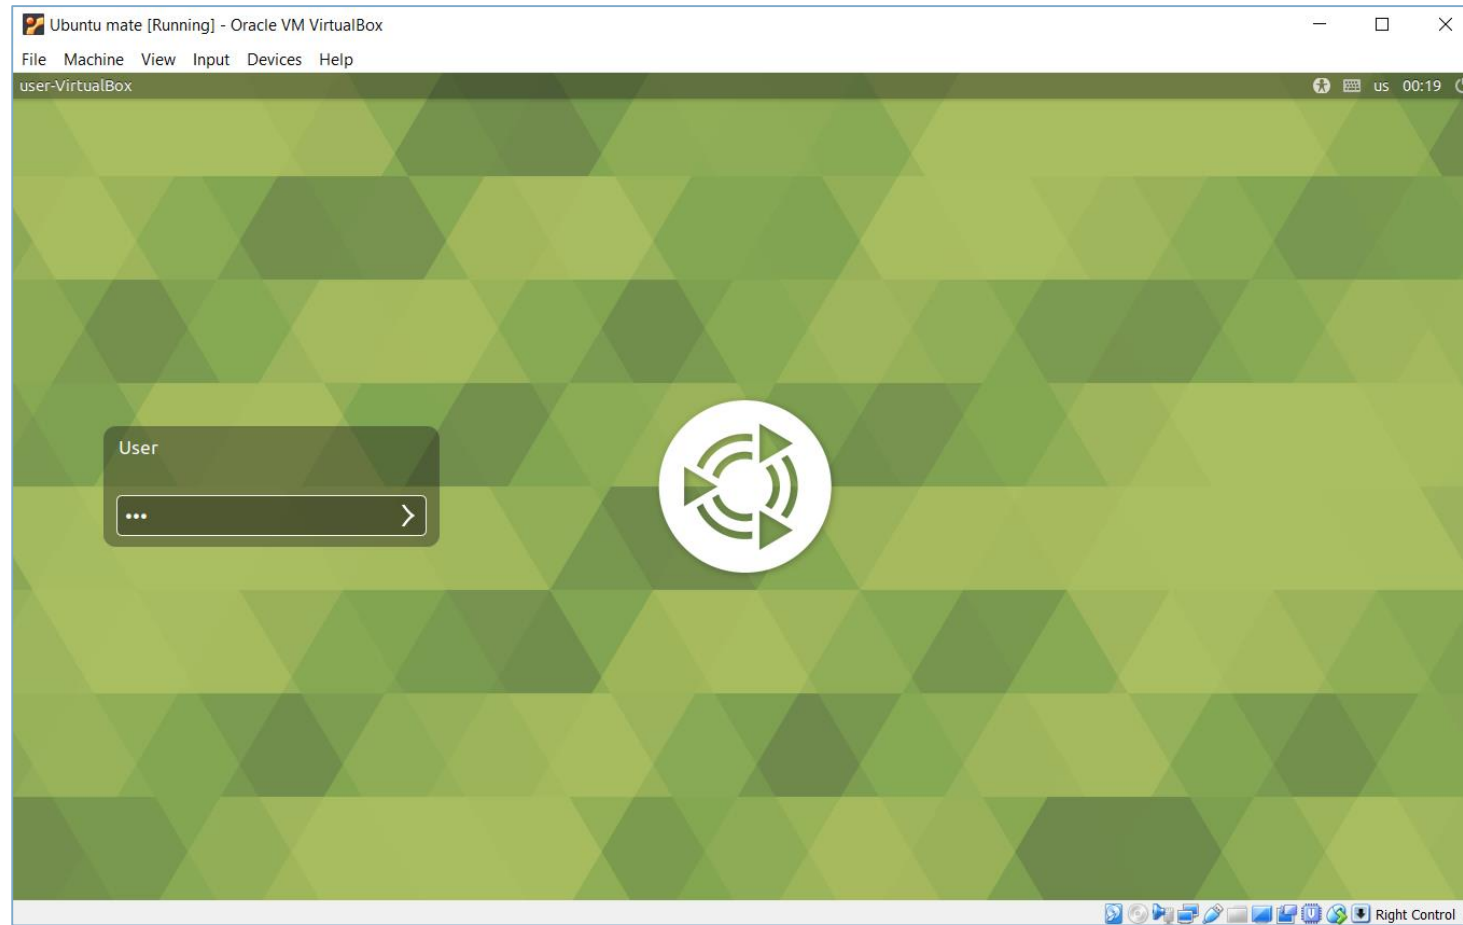 Ubuntu mate [Running] - Oracle VM VirtualBox
File Machine View Input Devices Help
user-VirtualBox us 00:19
User
•••
Right Control